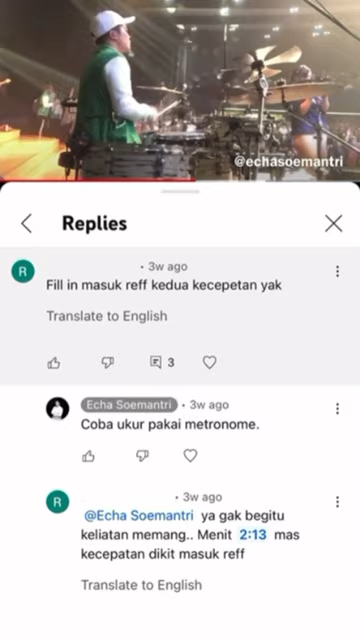 @echasoemantri
Replies
R
• 3w ago
Fill in masuk reff kedua kecepetan yak
Translate to English
3
Echa Soemantri • 3w ago
Coba ukur pakai metronome.
R
• 3w ago
@Echa Soemantri ya gak begitu
keliatan memang.. Menit 2:13 mas
kecepatan dikit masuk reff
Translate to English